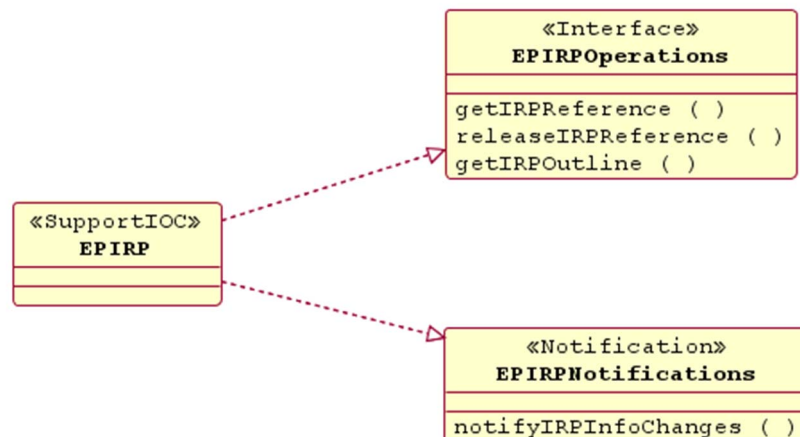 «Interface»
EPIRPOperations
getIRPReference ( )
releaseIRPReference ( )
getIRPOutline ( )
«SupportIOC»
EPIRP
«Notification»
EPIRPNotifications
notifyIRPInfoChanges ( )